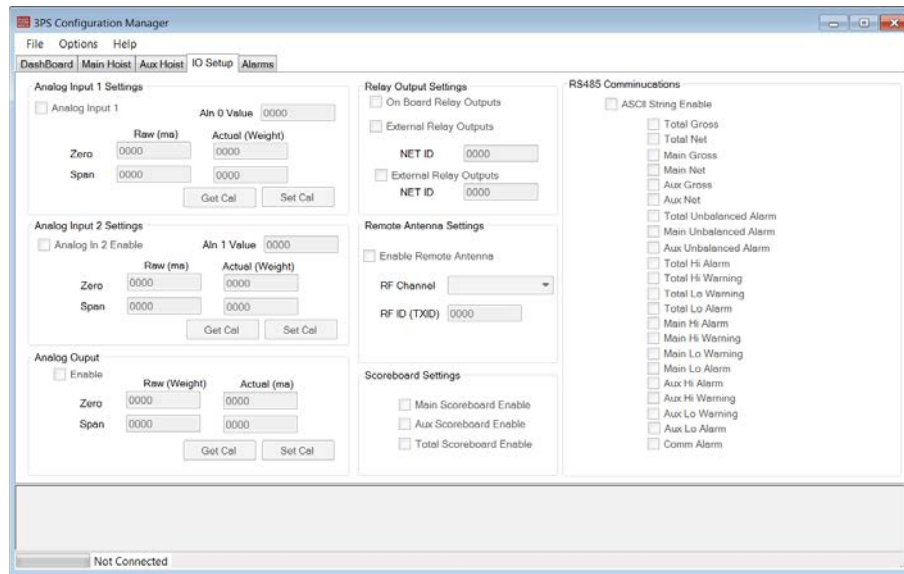 3PS Configuration Manager
File Options Help
DashBoard Main Hoist Aux Hoist IO Setup Alarms
Analog Input 1 Settings
Analog Input 1
AIn 0 Value 0000
Raw (ma) Actual (Weight)
Zero 0000 0000
Span 0000 0000
Get Cal Set Cal
Analog Input 2 Settings
Analog In 2 Enable
AIn 1 Value 0000
Raw (ma) Actual (Weight)
Zero 0000 0000
Span 0000 0000
Get Cal Set Cal
Analog Ouput
Enable
Raw (Weight) Actual (ma)
Zero 0000 0000
Span 0000 0000
Get Cal Set Cal
Relay Output Settings
On Board Relay Outputs
External Relay Outputs
NET ID 0000
External Relay Outputs
NET ID 0000
Remote Antenna Settings
Enable Remote Antenna
RF Channel
RF ID (TXID) 0000
Scoreboard Settings
Main Scoreboard Enable
Aux Scoreboard Enable
Total Scoreboard Enable
RS485 Comminucations
ASCII String Enable
Total Gross
Total Net
Main Gross
Main Net
Aux Gross
Aux Net
Total Unbalanced Alarm
Main Unbalanced Alarm
Aux Unbalanced Alarm
Total Hi Alarm
Total Hi Warning
Total Lo Warning
Total Lo Alarm
Main Hi Alarm
Main Hi Warning
Main Lo Warning
Main Lo Alarm
Aux Hi Alarm
Aux Hi Warning
Aux Lo Warning
Aux Lo Alarm
Comm Alarm
Not Connected